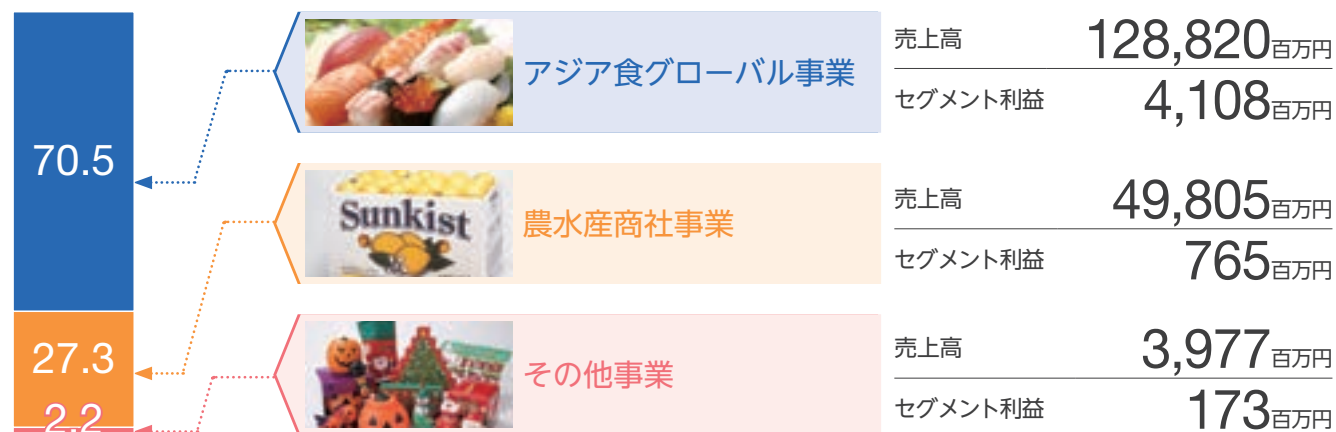 70.5
アジア食グローバル事業
売上高 128,820百万円
セグメント利益 4,108百万円
27.3
Sunkist
農水産商社事業
売上高 49,805百万円
セグメント利益 765百万円
2.2
その他事業
売上高 3,977百万円
セグメント利益 173百万円